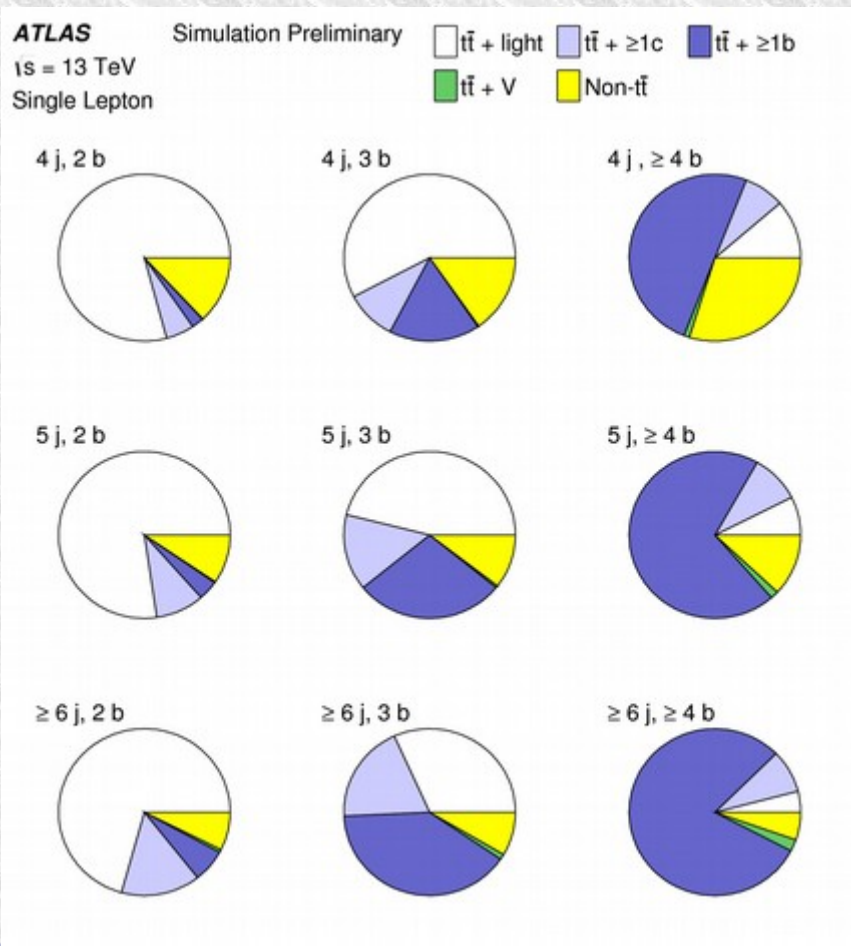 ATLAS Simulation Preliminary
√s = 13 TeV
Single Lepton
tt̄ + light tt̄ + ≥1c tt̄ + ≥1b
tt̄ + V Non-tt̄
4 j, 2 b 4 j, 3 b 4 j , ≥ 4 b
5 j, 2 b 5 j, 3 b 5 j, ≥ 4 b
≥ 6 j, 2 b ≥ 6 j, 3 b ≥ 6 j, ≥ 4 b